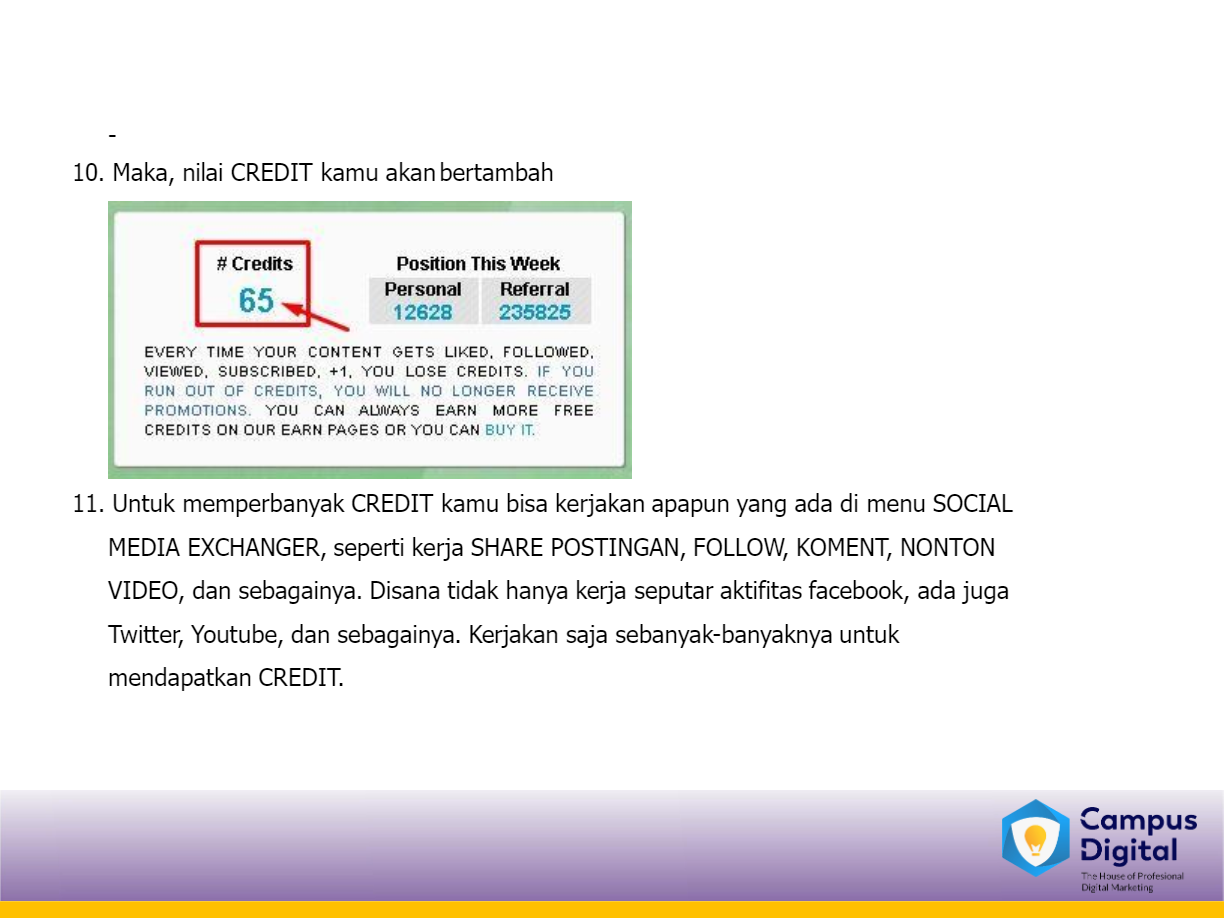 -
10. Maka, nilai CREDIT kamu akan bertambah
# Credits
65
Position This Week
Personal Referral
12628 235825
EVERY TIME YOUR CONTENT GETS LIKED, FOLLOWED,
VIEWED, SUBSCRIBED, +1, YOU LOSE CREDITS. IF YOU
RUN OUT OF CREDITS, YOU WILL NO LONGER RECEIVE
PROMOTIONS. YOU CAN ALWAYS EARN MORE FREE
CREDITS ON OUR EARN PAGES OR YOU CAN BUY IT.
11. Untuk memperbanyak CREDIT kamu bisa kerjakan apapun yang ada di menu SOCIAL
MEDIA EXCHANGER, seperti kerja SHARE POSTINGAN, FOLLOW, KOMENT, NONTON
VIDEO, dan sebagainya. Disana tidak hanya kerja seputar aktifitas facebook, ada juga
Twitter, Youtube, dan sebagainya. Kerjakan saja sebanyak-banyaknya untuk
mendapatkan CREDIT.
Campus
Digital
The House of Profesional
Digital Marketing